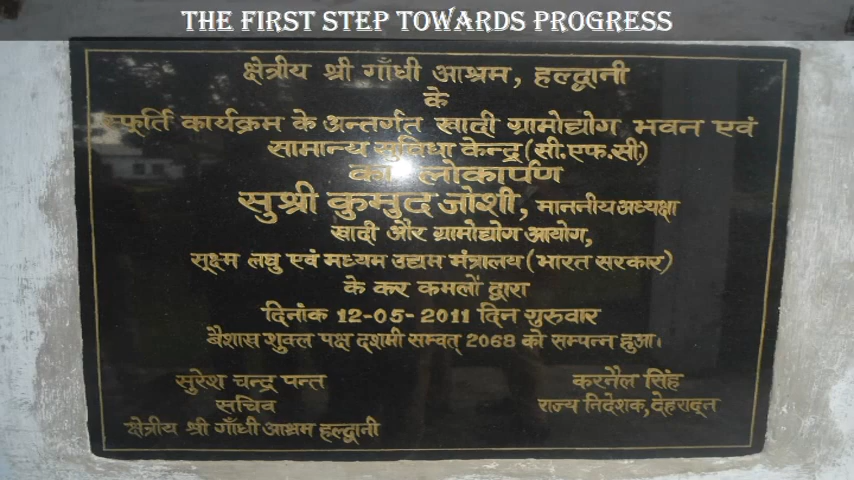 THE FIRST STEP TOWARDS PROGRESS
क्षेत्रीय श्री गाँधी आश्रम, हल्द्वानी
के
स्फूर्ति कार्यक्रम के अन्तर्गत खादी ग्रामोद्योग भवन एवं
सामान्य सुविधा केन्द्र (सी.एफ.सी.)
का लोकार्पण
सुश्री कुमुद जोशी, माननीय अध्यक्षा
खादी और ग्रामोद्योग आयोग,
सूक्ष्म लघु एवं मध्यम उद्यम मंत्रालय (भारत सरकार)
के कर कमलों द्वारा
दिनांक 12-05-2011 दिन गुरुवार
बैशाख शुक्ल पक्ष दशमी सम्वत् 2068 को सम्पन्न हुआ।
सुरेश चन्द्र पन्त
सचिव
क्षेत्रीय श्री गाँधी आश्रम हल्द्वानी
करनैल सिंह
राज्य निदेशक, देहरादून